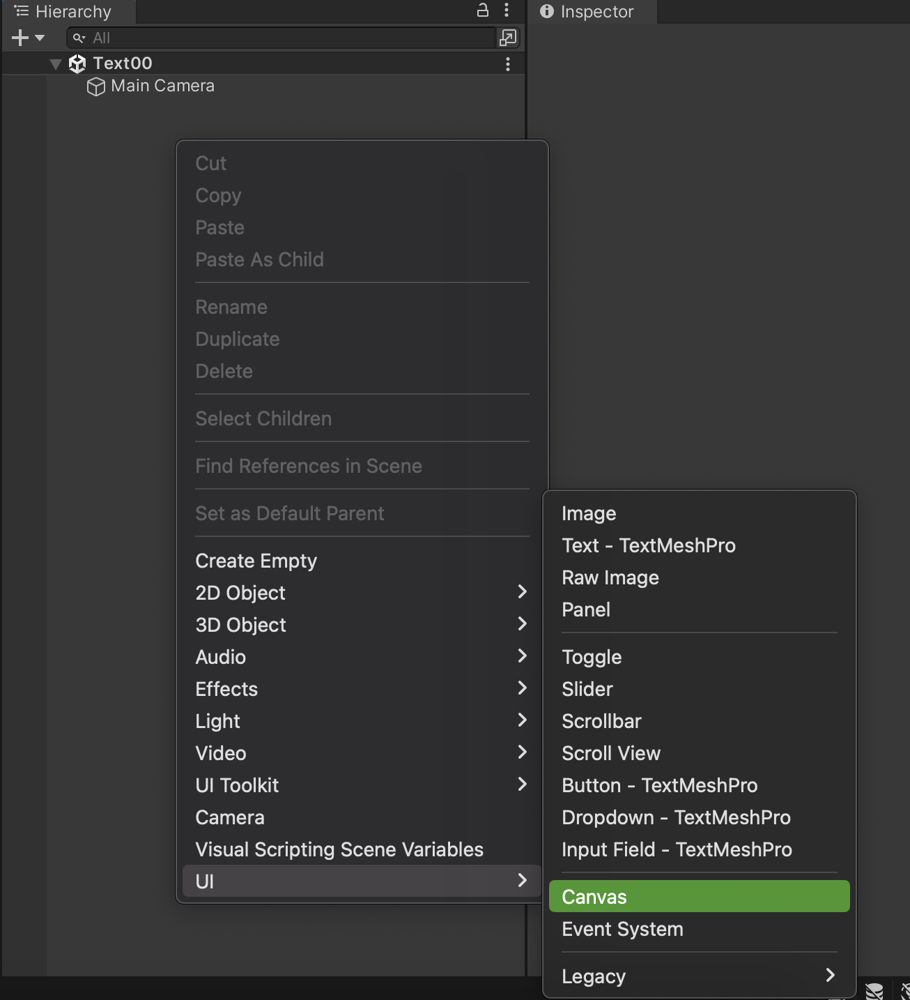 Hierarchy
Inspector
All
Text00
Main Camera
Cut
Copy
Paste
Paste As Child
Rename
Duplicate
Delete
Select Children
Find References in Scene
Set as Default Parent
Create Empty
2D Object
3D Object
Audio
Effects
Light
Video
UI Toolkit
Camera
Visual Scripting Scene Variables
UI
Image
Text - TextMeshPro
Raw Image
Panel
Toggle
Slider
Scrollbar
Scroll View
Button - TextMeshPro
Dropdown - TextMeshPro
Input Field - TextMeshPro
Canvas
Event System
Legacy